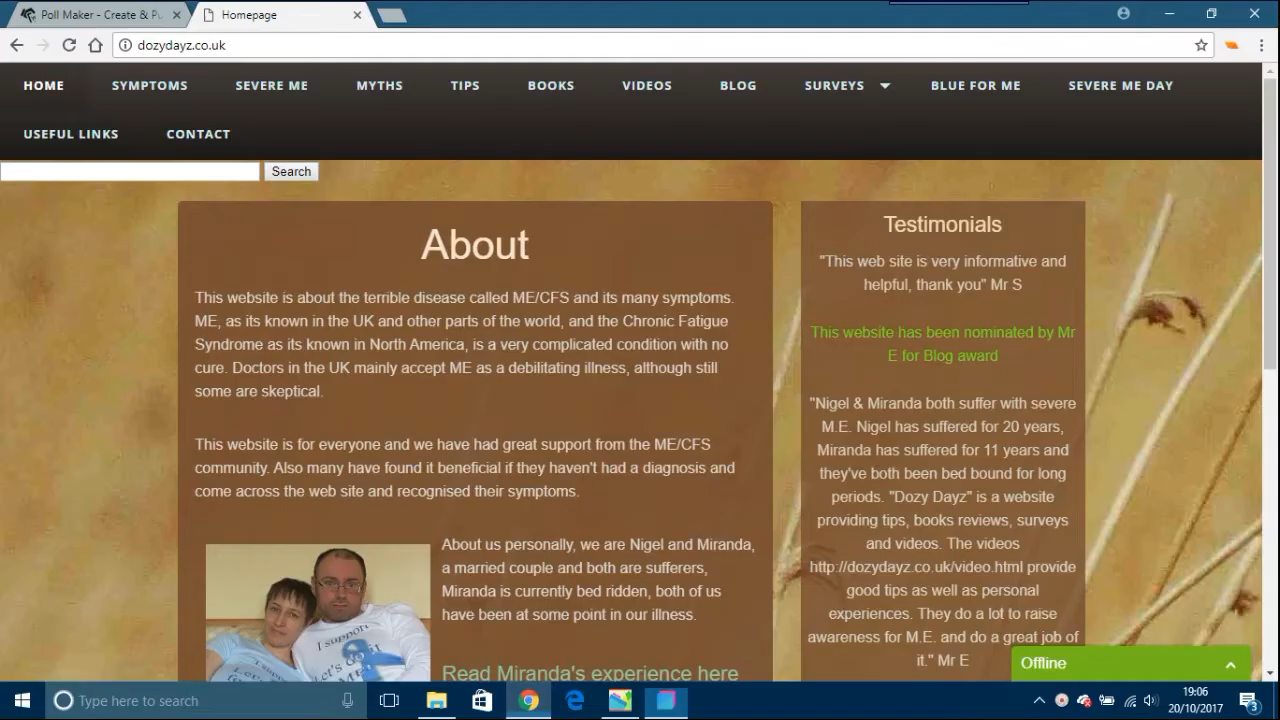 Poll Maker - Create & Pu
Homepage
dozydayz.co.uk
HOME SYMPTOMS SEVERE ME MYTHS TIPS BOOKS VIDEOS BLOG SURVEYS BLUE FOR ME SEVERE ME DAY
USEFUL LINKS CONTACT
Search
About
This website is about the terrible disease called ME/CFS and its many symptoms.
ME, as its known in the UK and other parts of the world, and the Chronic Fatigue
Syndrome as its known in North America, is a very complicated condition with no
cure. Doctors in the UK mainly accept ME as a debilitating illness, although still
some are skeptical.
This website is for everyone and we have had great support from the ME/CFS
community. Also many have found it beneficial if they haven't had a diagnosis and
come across the web site and recognised their symptoms.
About us personally, we are Nigel and Miranda,
a married couple and both are sufferers,
Miranda is currently bed ridden, both of us
have been at some point in our illness.
Read Miranda's experience here
I support
I su
Let's do
Testimonials
"This web site is very informative and
helpful, thank you" Mr S
This website has been nominated by Mr
E for Blog award
"Nigel & Miranda both suffer with severe
M.E. Nigel has suffered for 20 years,
Miranda has suffered for 11 years and
they've both been bed bound for long
periods. "Dozy Dayz" is a website
providing tips, books reviews, surveys
and videos. The videos
http://dozydayz.co.uk/video.html provide
good tips as well as personal
experiences. They do a lot to raise
awareness for M.E. and do a great job of
it." Mr E
Offline
Type here to search
19:06
20/10/2017
3